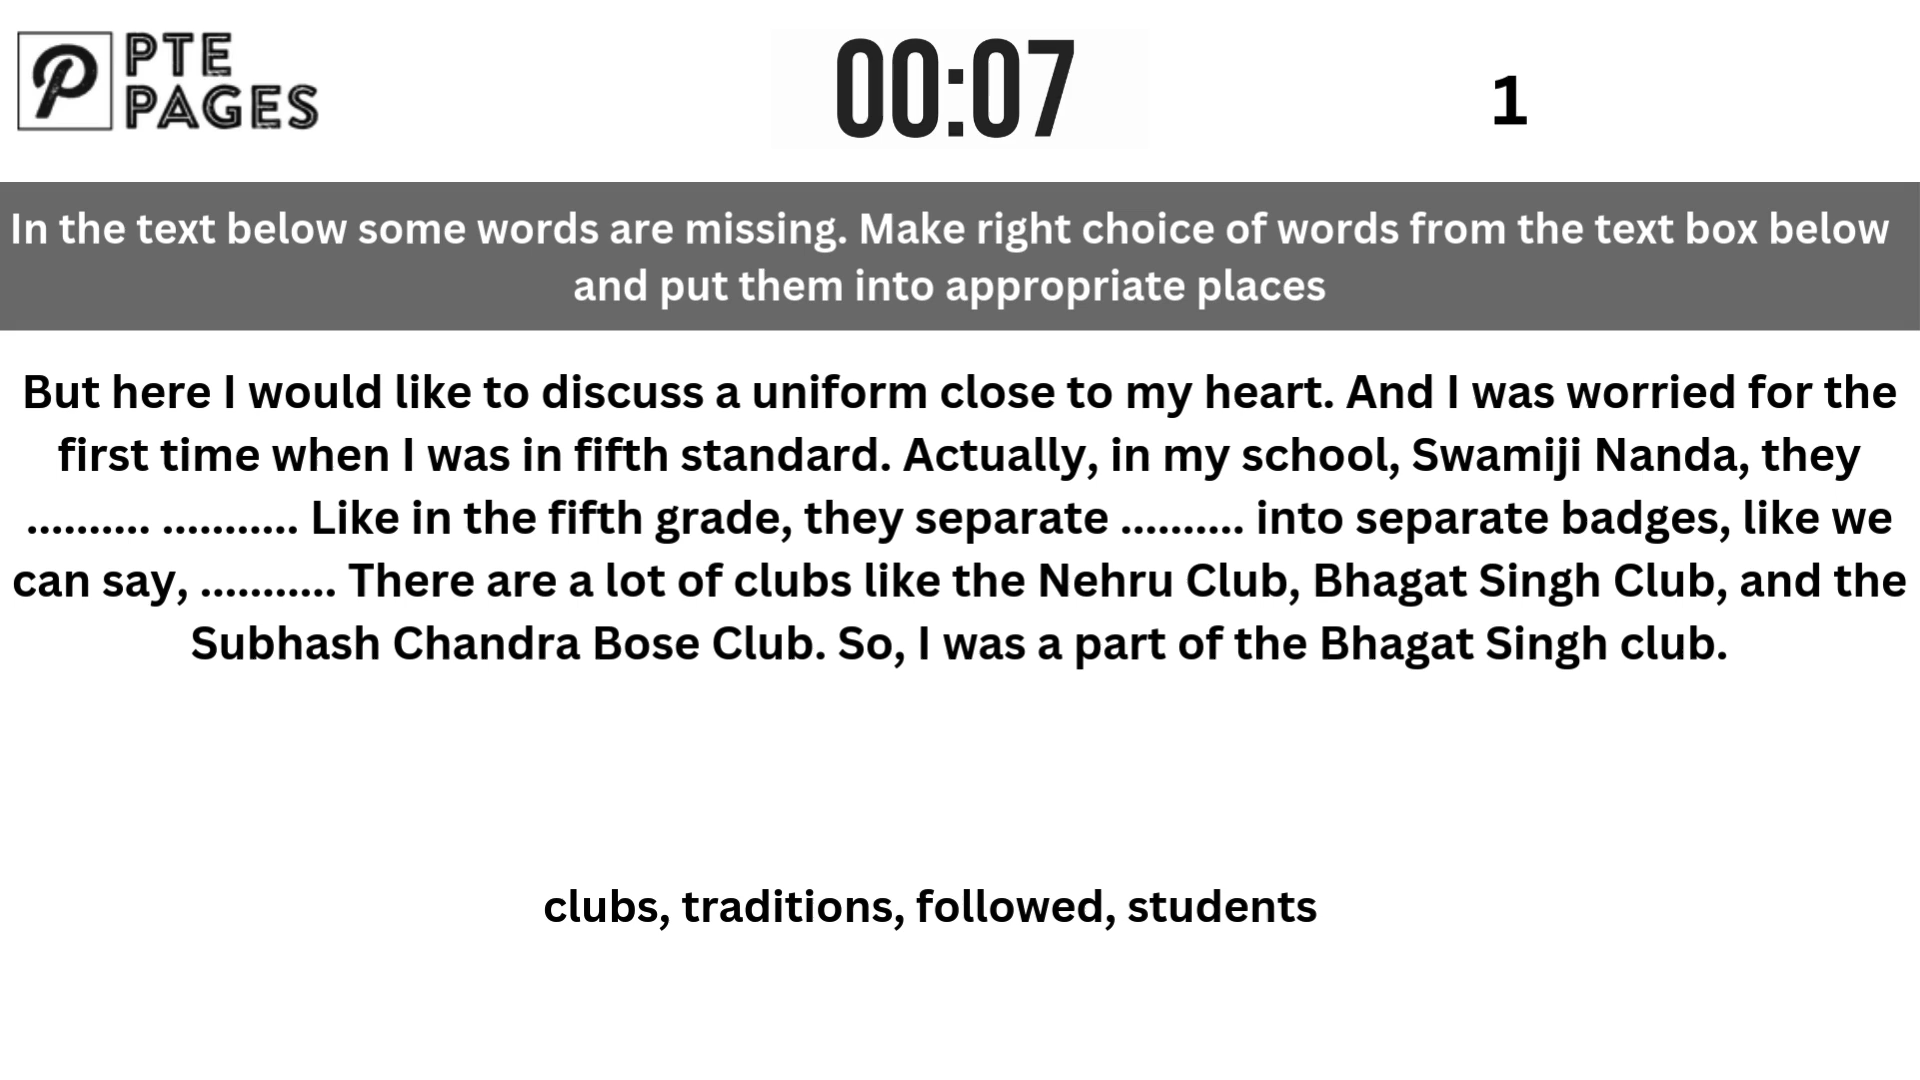 PTE
PAGES
00:07
1
In the text below some words are missing. Make right choice of words from the text box below
and put them into appropriate places
But here I would like to discuss a uniform close to my heart. And I was worried for the
first time when I was in fifth standard. Actually, in my school, Swamiji Nanda, they
.......... ........... Like in the fifth grade, they separate .......... into separate badges, like we
can say, ........... There are a lot of clubs like the Nehru Club, Bhagat Singh Club, and the
Subhash Chandra Bose Club. So, I was a part of the Bhagat Singh club.
clubs, traditions, followed, students